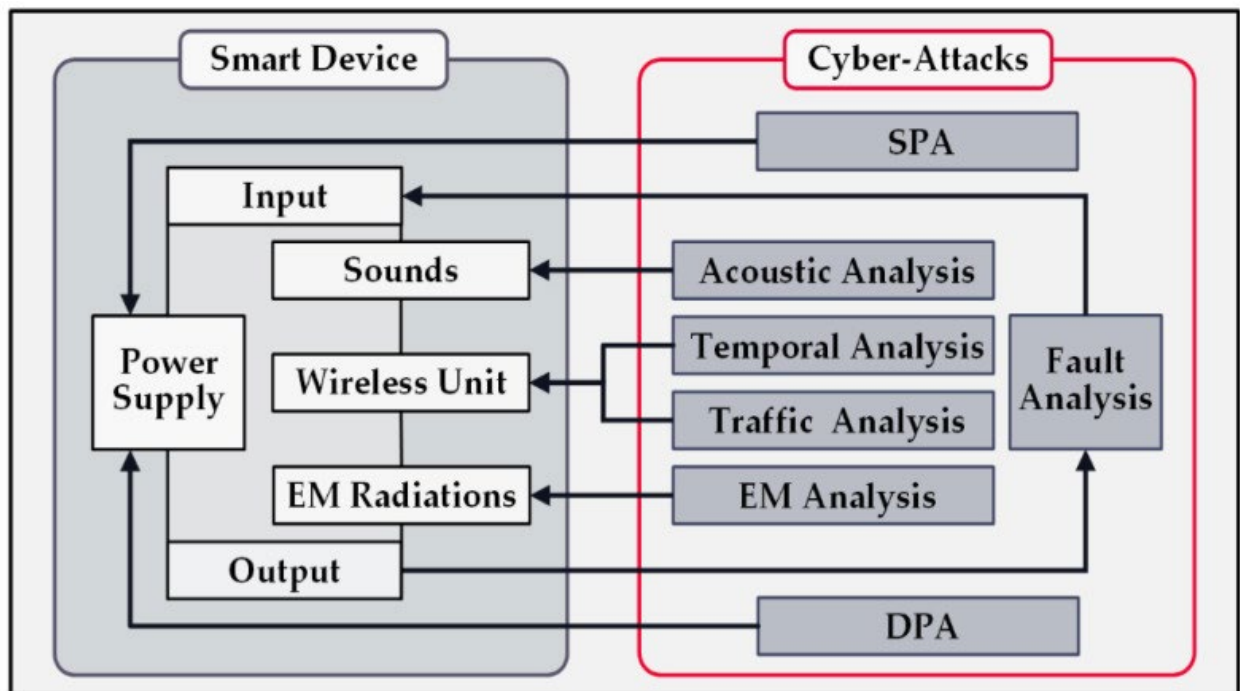 Smart Device
Cyber-Attacks
SPA
Input
Sounds
Acoustic Analysis
Power
Supply
Wireless Unit
Temporal Analysis
Traffic Analysis
Fault
Analysis
EM Radiations
EM Analysis
Output
DPA